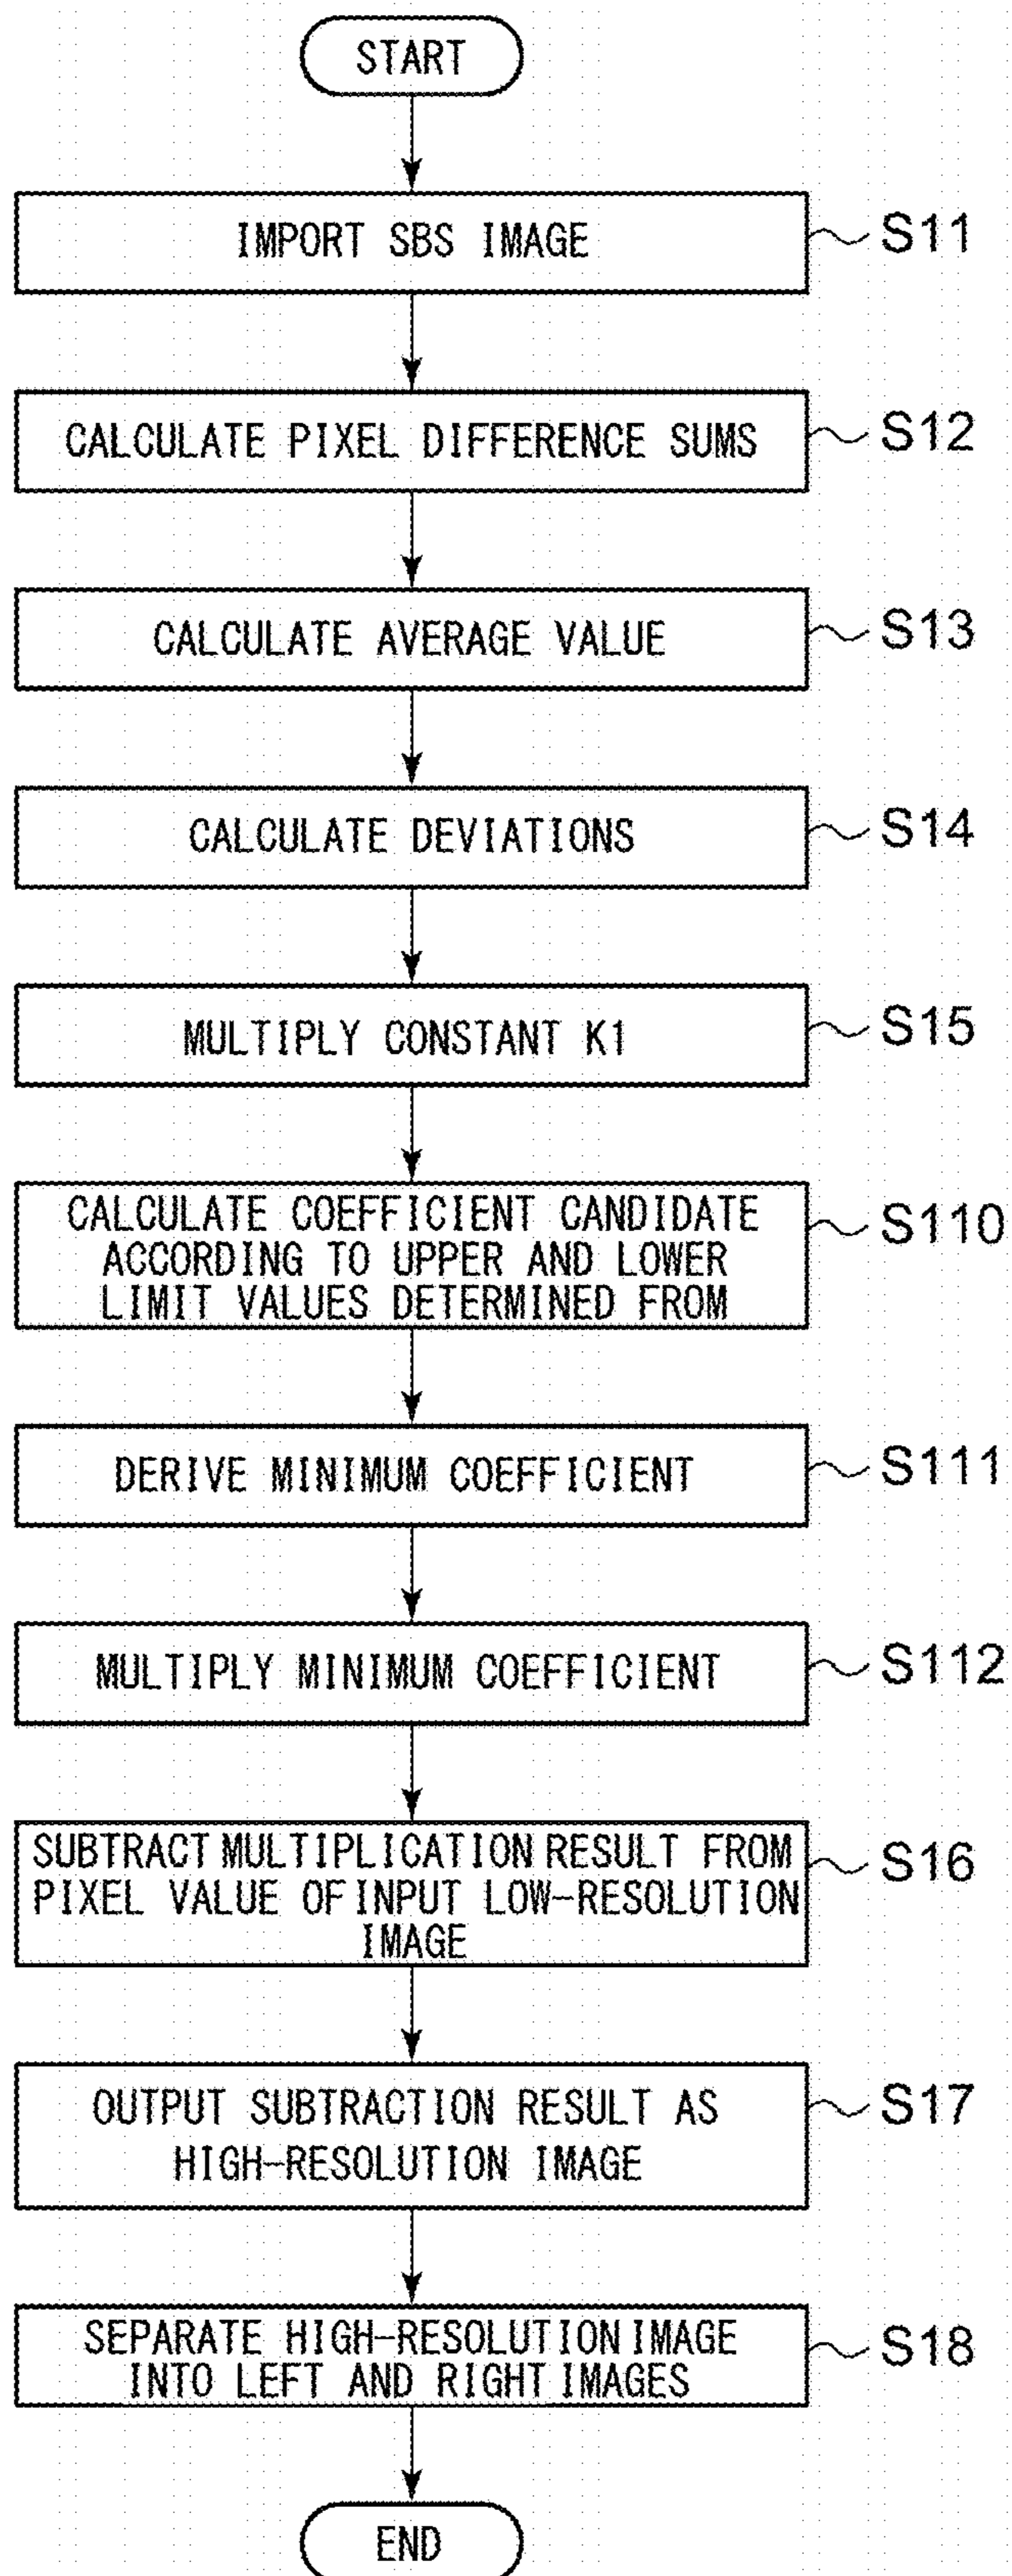 START
IMPORT SBS IMAGE
S11
CALCULATE PIXEL DIFFERENCE SUMS
S12
CALCULATE AVERAGE VALUE
S13
CALCULATE DEVIATIONS
S14
MULTIPLY CONSTANT K1
S15
CALCULATE COEFFICIENT CANDIDATE
ACCORDING TO UPPER AND LOWER
LIMIT VALUES DETERMINED FROM
S110
DERIVE MINIMUM COEFFICIENT
S111
MULTIPLY MINIMUM COEFFICIENT
S112
SUBTRACT MULTIPLICATION RESULT FROM
PIXEL VALUE OF INPUT LOW-RESOLUTION
IMAGE
S16
OUTPUT SUBTRACTION RESULT AS
HIGH-RESOLUTION IMAGE
S17
SEPARATE HIGH-RESOLUTION IMAGE
INTO LEFT AND RIGHT IMAGES
S18
END